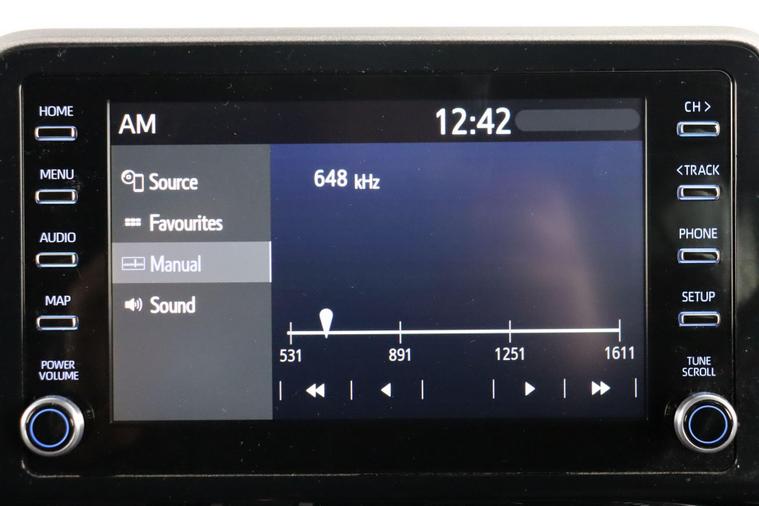 HOME
MENU
AUDIO
MAP
POWER
VOLUME
AM 12:42
Source
Favourites
Manual
Sound
648 kHz
531 891 1251 1611
CH >
<TRACK
PHONE
SETUP
TUNE
SCROLL